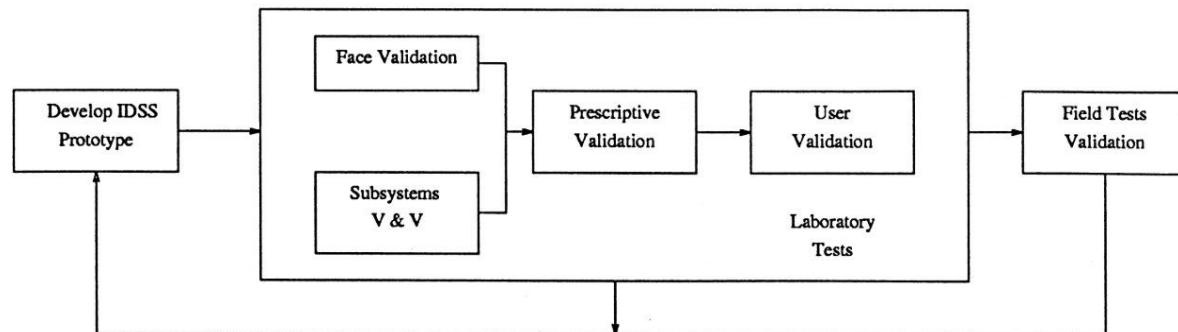 Develop IDSS
Prototype
Face Validation
Subsystems
V & V
Prescriptive
Validation
User
Validation
Laboratory
Tests
Field Tests
Validation